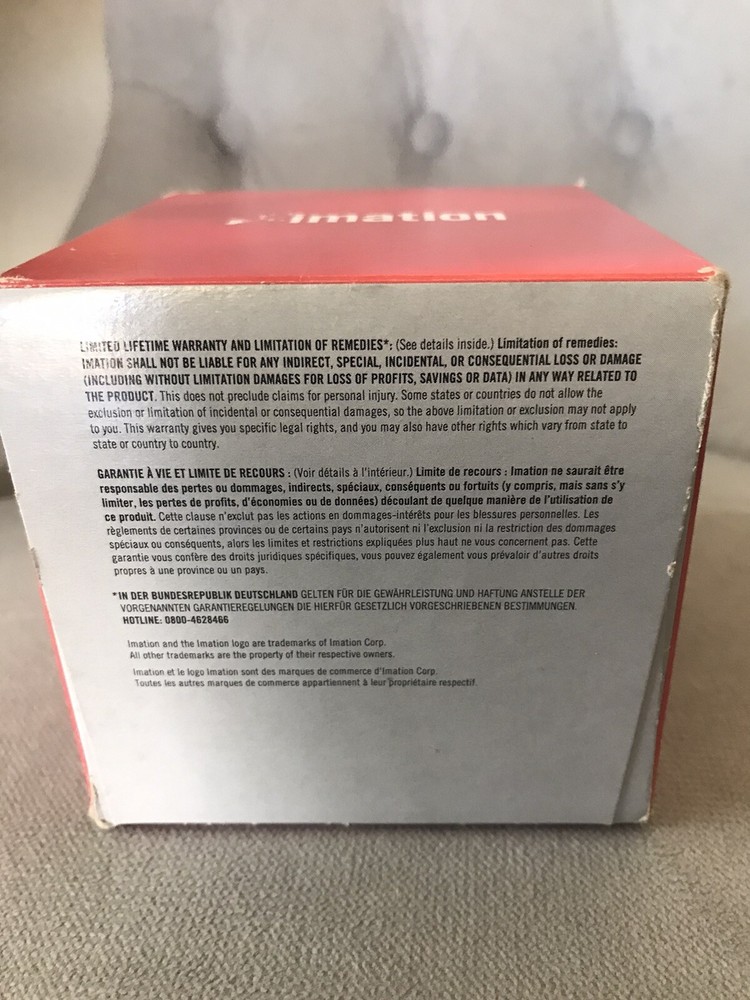 imation
LIMITED LIFETIME WARRANTY AND LIMITATION OF REMEDIES*: (See details inside.) Limitation of remedies:
IMATION SHALL NOT BE LIABLE FOR ANY INDIRECT, SPECIAL, INCIDENTAL, OR CONSEQUENTIAL LOSS OR DAMAGE
(INCLUDING WITHOUT LIMITATION DAMAGES FOR LOSS OF PROFITS, SAVINGS OR DATA) IN ANY WAY RELATED TO
THE PRODUCT. This does not preclude claims for personal injury. Some states or countries do not allow the
exclusion or limitation of incidental or consequential damages, so the above limitation or exclusion may not apply
to you. This warranty gives you specific legal rights, and you may also have other rights which vary from state to
state or country to country.
GARANTIE À VIE ET LIMITE DE RECOURS : (Voir détails à l'intérieur.) Limite de recours : Imation ne saurait être
responsable des pertes ou dommages, indirects, spéciaux, conséquents ou fortuits (y compris, mais sans s'y
limiter, les pertes de profits, d'économies ou de données) découlant de quelque manière de l'utilisation de
ce produit. Cette clause n'exclut pas les actions en dommages-intérêts pour les blessures personnelles. Les
règlements de certaines provinces ou de certains pays n'autorisent ni l'exclusion ni la restriction des dommages
spéciaux ou conséquents, alors les limites et restrictions expliquées plus haut ne vous concernent pas. Cette
garantie vous confère des droits juridiques spécifiques, vous pouvez également vous prévaloir d'autres droits
propres à une province ou un pays.
*IN DER BUNDESREPUBLIK DEUTSCHLAND GELTEN FÜR DIE GEWÄHRLEISTUNG UND HAFTUNG ANSTELLE DER
VORGENANNTEN GARANTIEREGELUNGEN DIE HIERFÜR GESETZLICH VORGESCHRIEBENEN BESTIMMUNGEN.
HOTLINE: 0800-4628466
Imation and the Imation logo are trademarks of Imation Corp.
All other trademarks are the property of their respective owners.
Imation et le logo Imation sont des marques de commerce d'Imation Corp.
Toutes les autres marques de commerce appartiennent à leur propriétaire respectif.